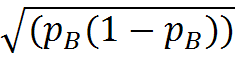 √(p_B(1 − p_B))